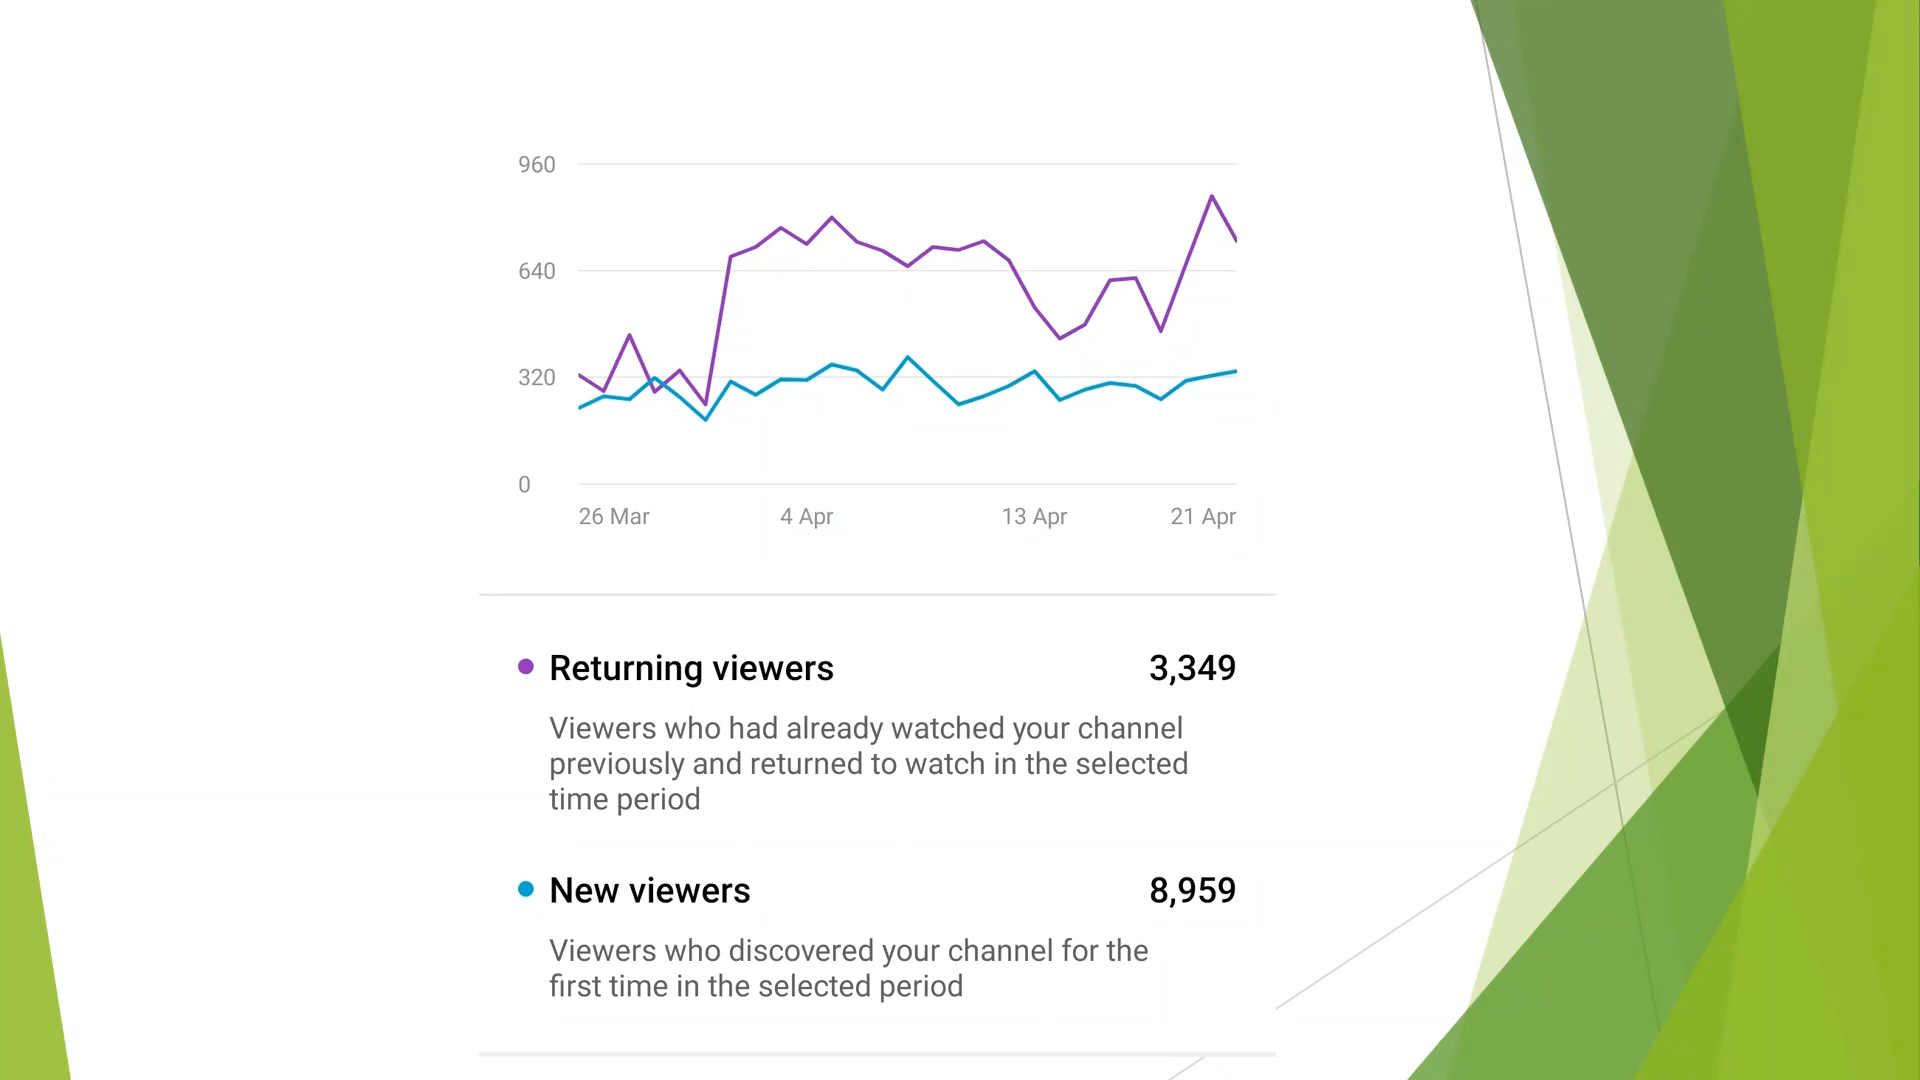 960
640
320
0
26 Mar 4 Apr 13 Apr 21 Apr
Returning viewers 3,349
Viewers who had already watched your channel
previously and returned to watch in the selected
time period
New viewers 8,959
Viewers who discovered your channel for the
first time in the selected period